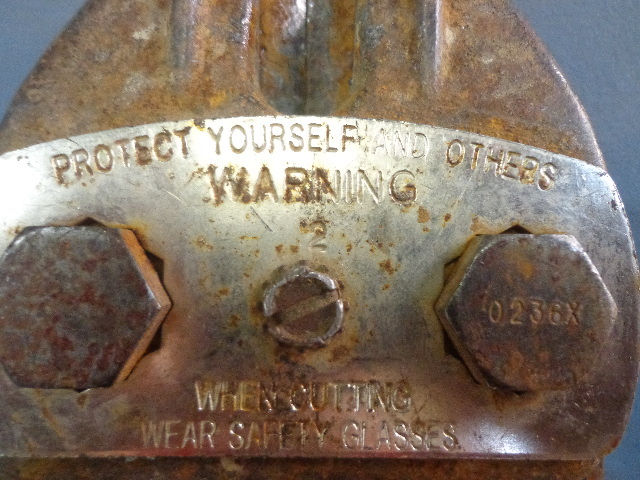 PROTECT YOURSELF AND OTHERS
WARNING
2
0236X
WHEN CUTTING
WEAR SAFETY GLASSES